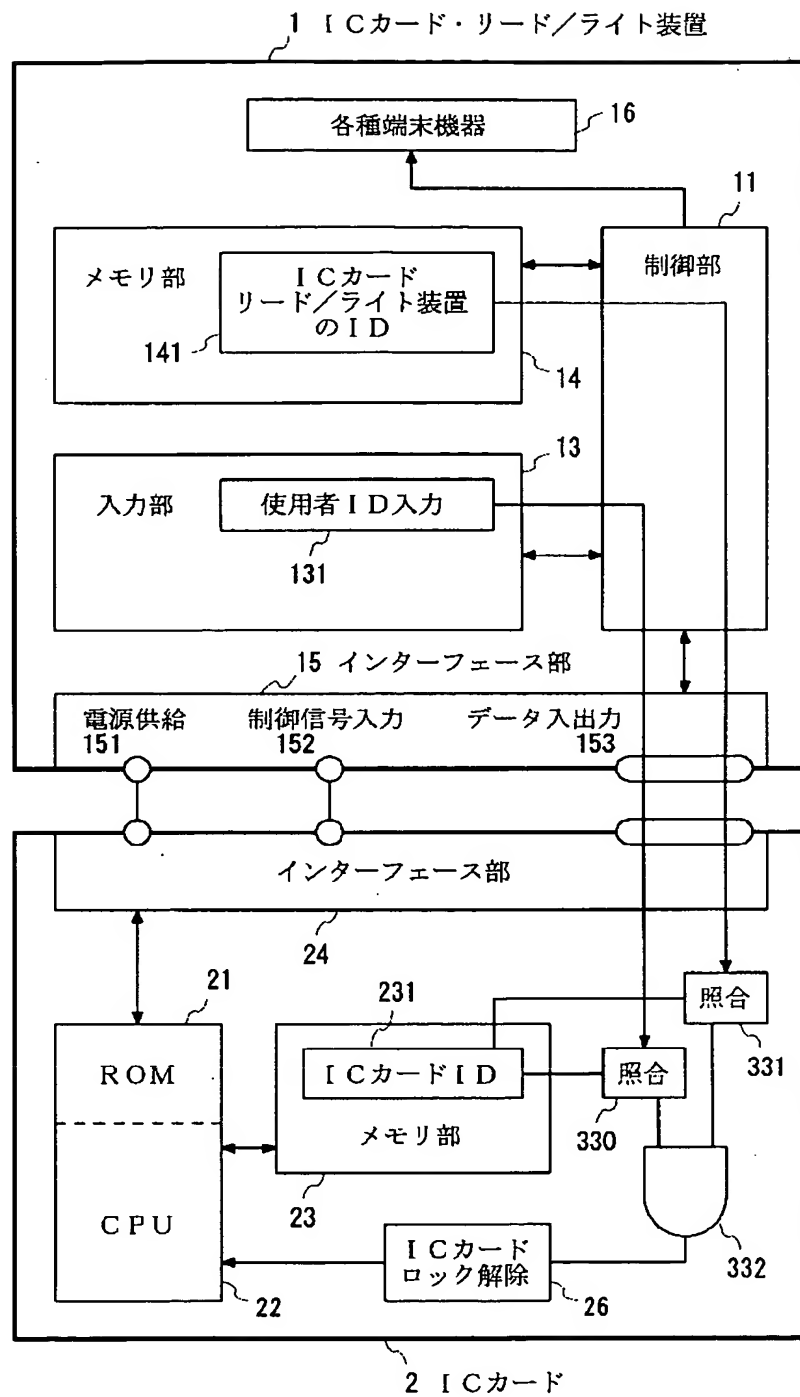 1 ICカード・リード／ライト装置
各種端末機器
16
11
メモリ部
ICカード
リード／ライト装置
のID
制御部
141
14
13
入力部
使用者ID入力
131
15 インターフェース部
電源供給
制御信号入力
データ入出力
151
152
153
インターフェース部
24
21
231
照合
331
ROM
ICカードID
照合
330
メモリ部
23
CPU
ICカード
ロック解除
332
22
26
2 ICカード